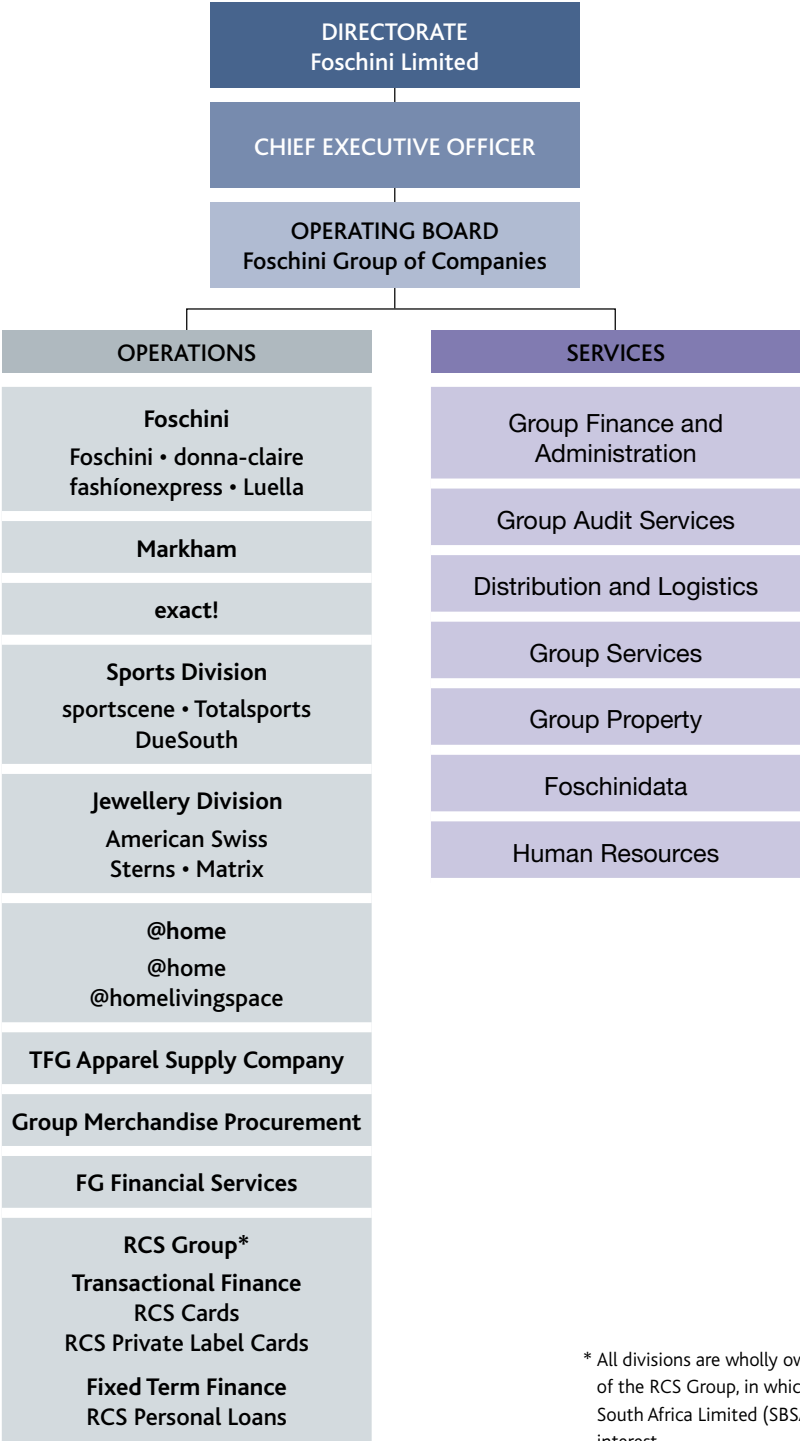 DIRECTORATE
Foschini Limited
CHIEF EXECUTIVE OFFICER
OPERATING BOARD
Foschini Group of Companies
OPERATIONS
Foschini
Foschini • donna-claire
fashíonexpress • Luella
Markham
exact!
Sports Division
sportscene • Totalsports
DueSouth
Jewellery Division
American Swiss
Sterns • Matrix
@home
@home
@homelivingspace
TFG Apparel Supply Company
Group Merchandise Procurement
FG Financial Services
RCS Group*
Transactional Finance
RCS Cards
RCS Private Label Cards
Fixed Term Finance
RCS Personal Loans
SERVICES
Group Finance and
Administration
Group Audit Services
Distribution and Logistics
Group Services
Group Property
Foschinidata
Human Resources
* All divisions are wholly
of the RCS Group, in
South Africa Limited